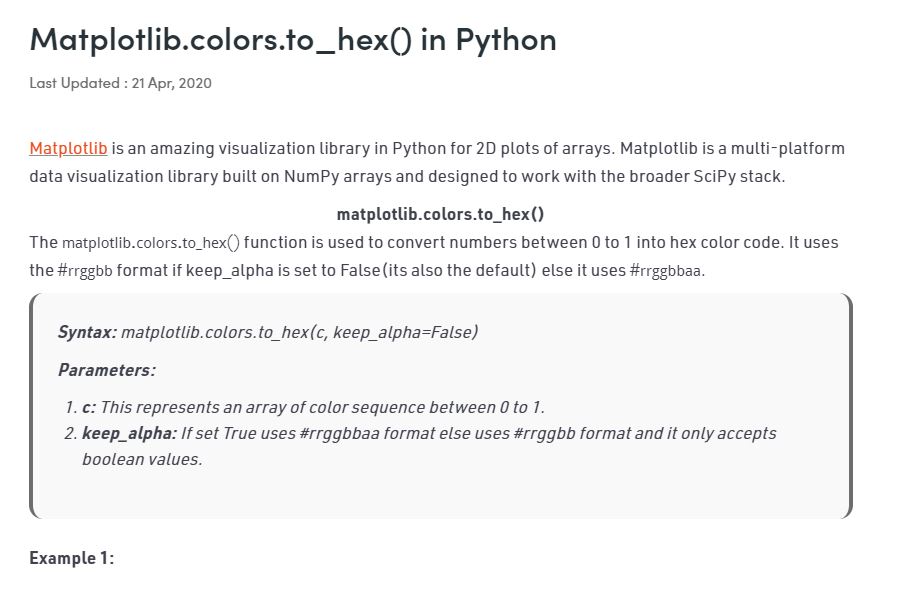 Matplotlib.colors.to_hex() in Python
Last Updated : 21 Apr, 2020
Matplotlib is an amazing visualization library in Python for 2D plots of arrays. Matplotlib is a multi-platform
data visualization library built on NumPy arrays and designed to work with the broader SciPy stack.
matplotlib.colors.to_hex()
The matplotlib.colors.to_hex() function is used to convert numbers between 0 to 1 into hex color code. It uses
the #rrggbb format if keep_alpha is set to False(its also the default) else it uses #rrggbbaa.
Syntax: matplotlib.colors.to_hex(c, keep_alpha=False)
Parameters:
1. c: This represents an array of color sequence between 0 to 1.
2. keep_alpha: If set True uses #rrggbbaa format else uses #rrggbb format and it only accepts
boolean values.
Example 1: